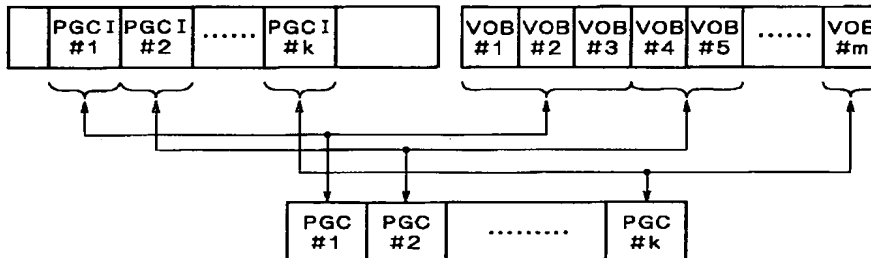 PGCI #1 PGCI #2 ...... PGCI #k
VOB #1 VOB #2 VOB #3 VOB #4 VOB #5 ...... VOB #m
PGC #1 PGC #2 ......... PGC #k